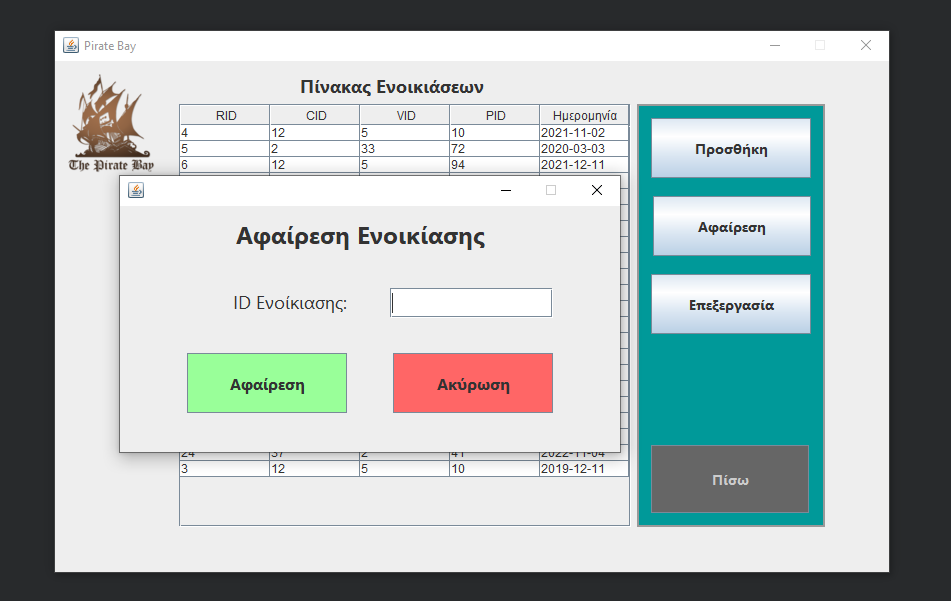 Pirate Bay
The Pirate Bay
Πίνακας Ενοικιάσεων
RID CID VID PID Ημερομηνία
4 12 5 10 2021-11-02
5 2 33 72 2020-03-03
6 12 5 94 2021-12-11
Αφαίρεση Ενοικίασης
ID Ενοίκιασης:
Αφαίρεση Ακύρωση
24 37 2 41 2022-11-04
3 12 5 10 2019-12-11
Προσθήκη
Αφαίρεση
Επεξεργασία
Πίσω